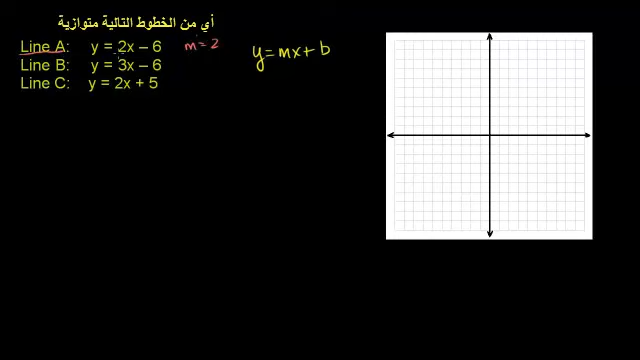 أي من الخطوط التالية متوازية
Line A: y = 2x – 6 m = 2 y = mx + b
Line B: y = 3x – 6
Line C: y = 2x + 5